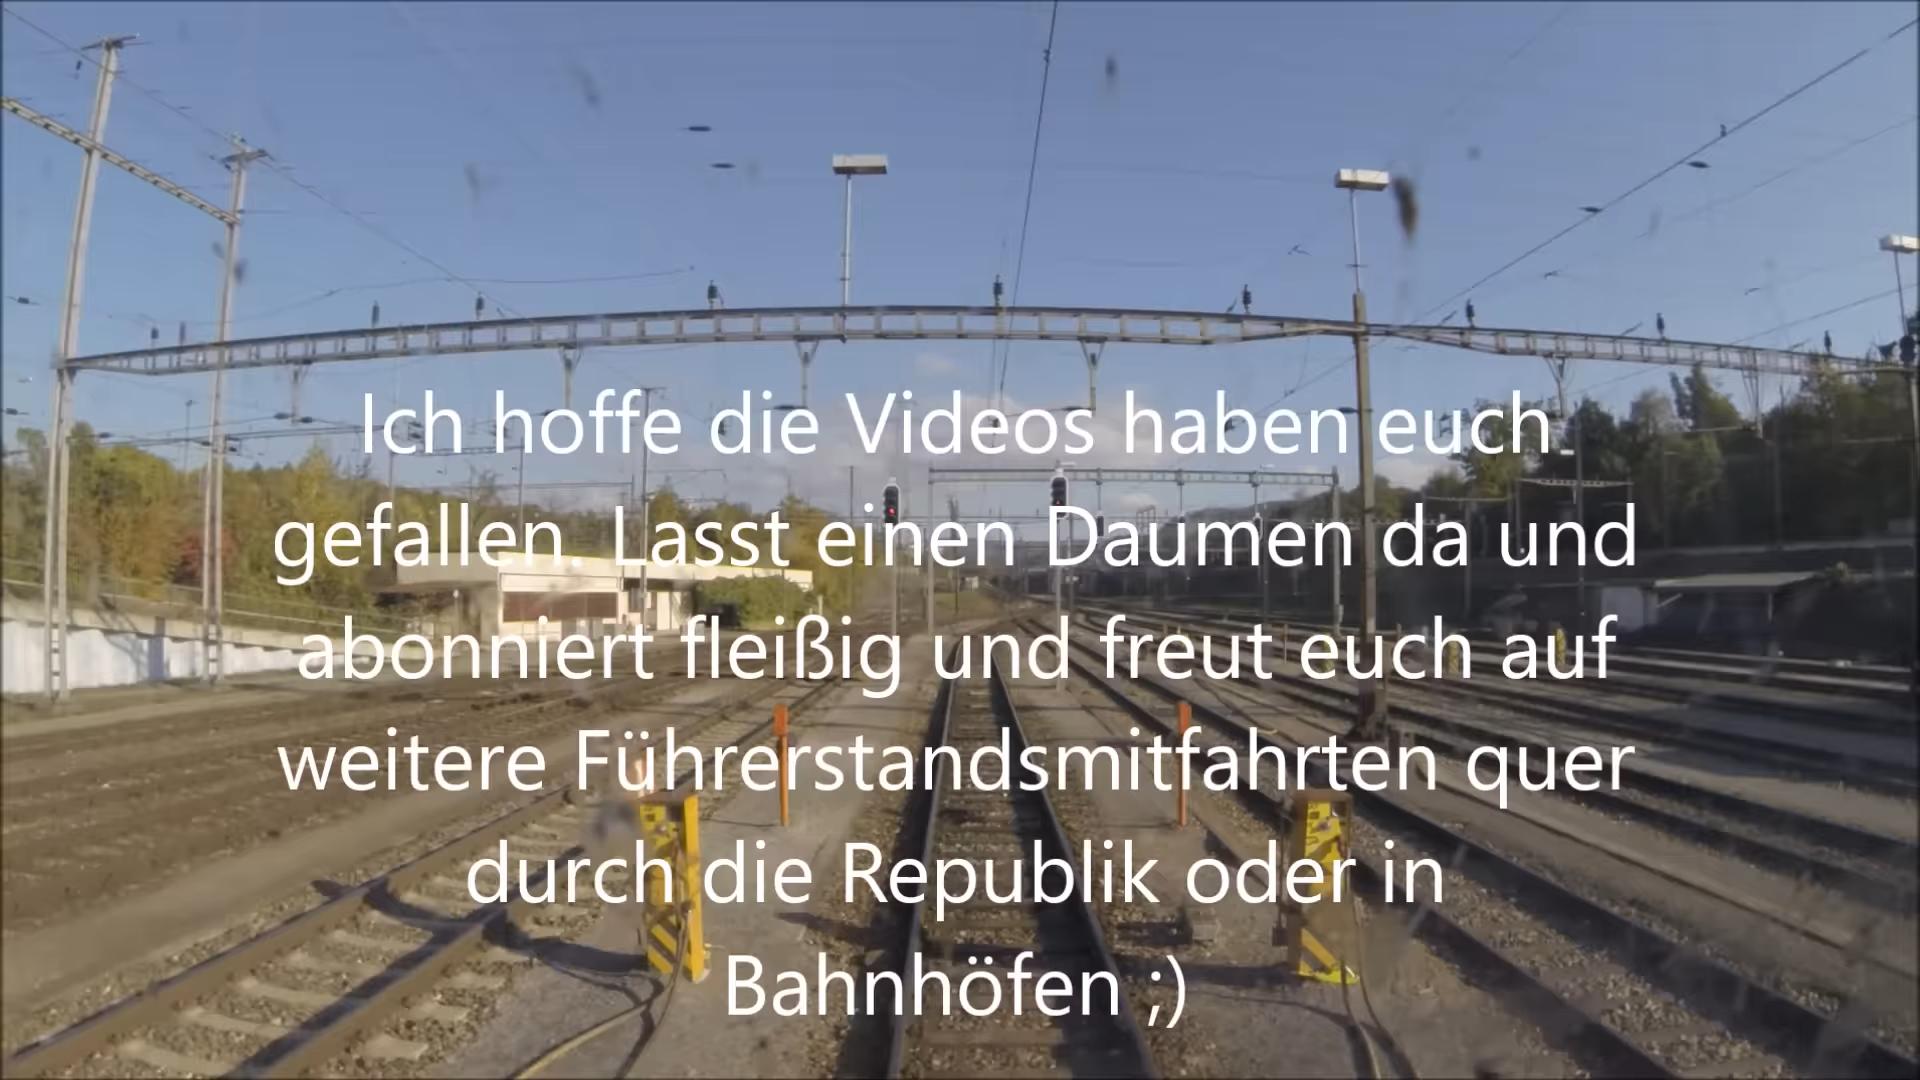 Ich hoffe die Videos haben euch
gefallen. Lasst einen Daumen da und
abonniert fleißig und freut euch auf
weitere Führerstandsmitfahrten quer
durch die Republik oder in
Bahnhöfen ;)